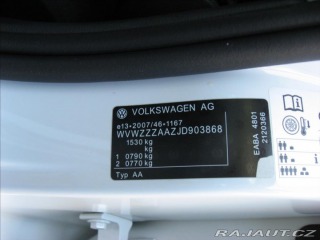 VOLKSWAGEN AG
e13*2007/46*1167
WVWZZZAAZJD903868
1530 kg
kg
1 0790 kg
2 0770 kg
Typ AA
EABA 4801
2120366
RAJAUT.CZ